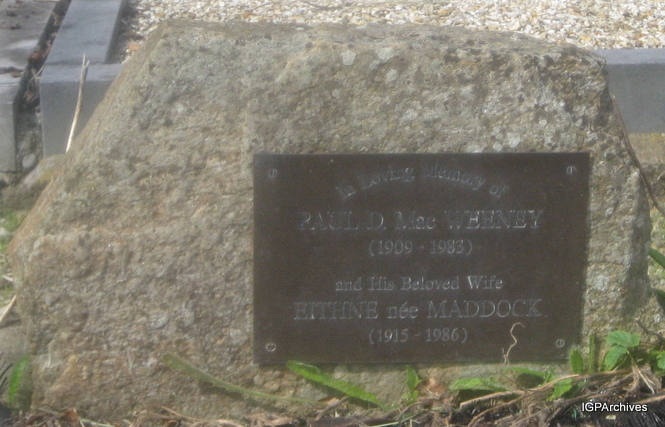 In Loving Memory of
PAUL D. Mac WEENEY
(1909 - 1983)
and His Beloved Wife
EITHNE née MADDOCK
(1915 - 1986)
IGPArchives